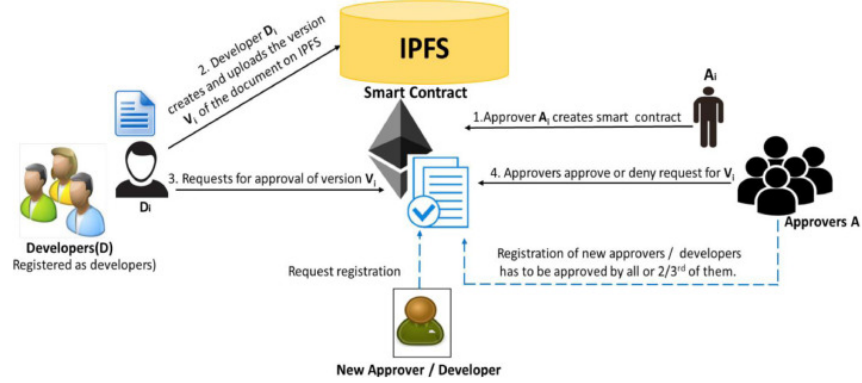 IPFS
Smart Contract
2. Developer Dᵢ
creates and uploads the version
Vᵢ of the document on IPFS
Aᵢ
1.Approver Aᵢ creates smart contract
3. Requests for approval of version Vᵢ
4. Approvers approve or deny request for Vᵢ
Dᵢ
Developers(D)
Registered as developers)
Approvers A
Request registration
Registration of new approvers / developers
has to be approved by all or 2/3ʳᵈ of them.
New Approver / Developer